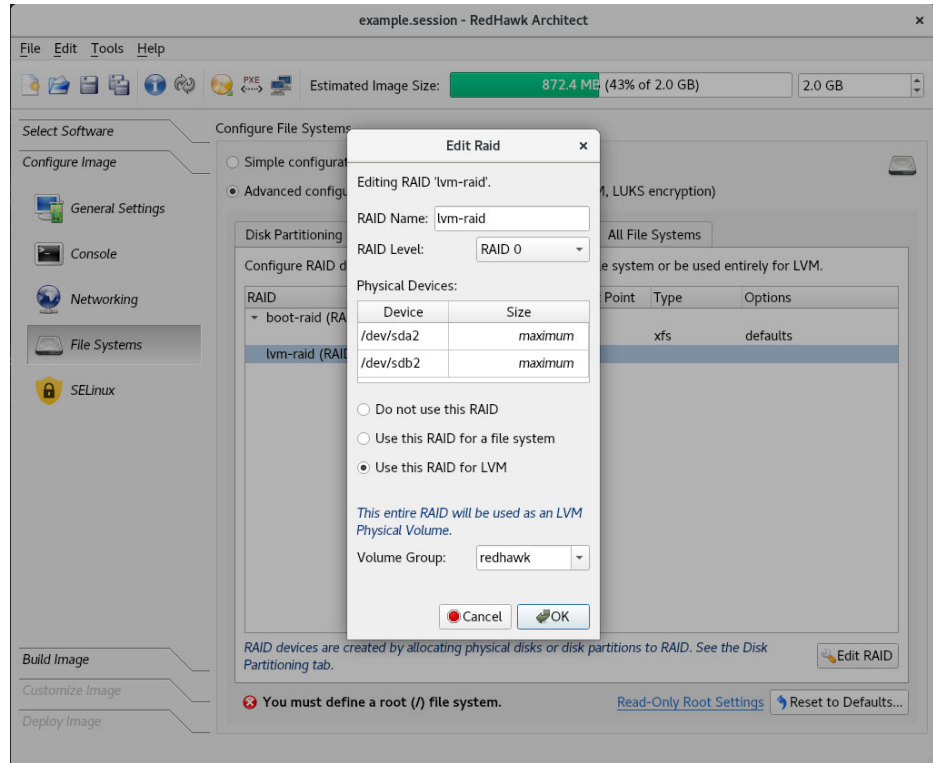 example.session - RedHawk Architect ×
File Edit Tools Help
PXE Estimated Image Size: 872.4 MB (43% of 2.0 GB) 2.0 GB
Select Software
Configure Image
General Settings
Console
Networking
File Systems
SELinux
Build Image
Customize Image
Deploy Image
Configure File Systems
Simple configurat
Advanced configu , LUKS encryption)
Disk Partitioning All File Systems
Configure RAID d e system or be used entirely for LVM.
RAID Point Type Options
boot-raid (RA
xfs defaults
lvm-raid (RAID
RAID devices are created by allocating physical disks or disk partitions to RAID. See the Disk
Partitioning tab.
Edit RAID
You must define a root (/) file system. Read-Only Root Settings Reset to Defaults...
Edit Raid ×
Editing RAID 'lvm-raid'.
RAID Name: lvm-raid
RAID Level: RAID 0
Physical Devices:
Device Size
/dev/sda2 maximum
/dev/sdb2 maximum
Do not use this RAID
Use this RAID for a file system
Use this RAID for LVM
This entire RAID will be used as an LVM
Physical Volume.
Volume Group: redhawk
Cancel OK